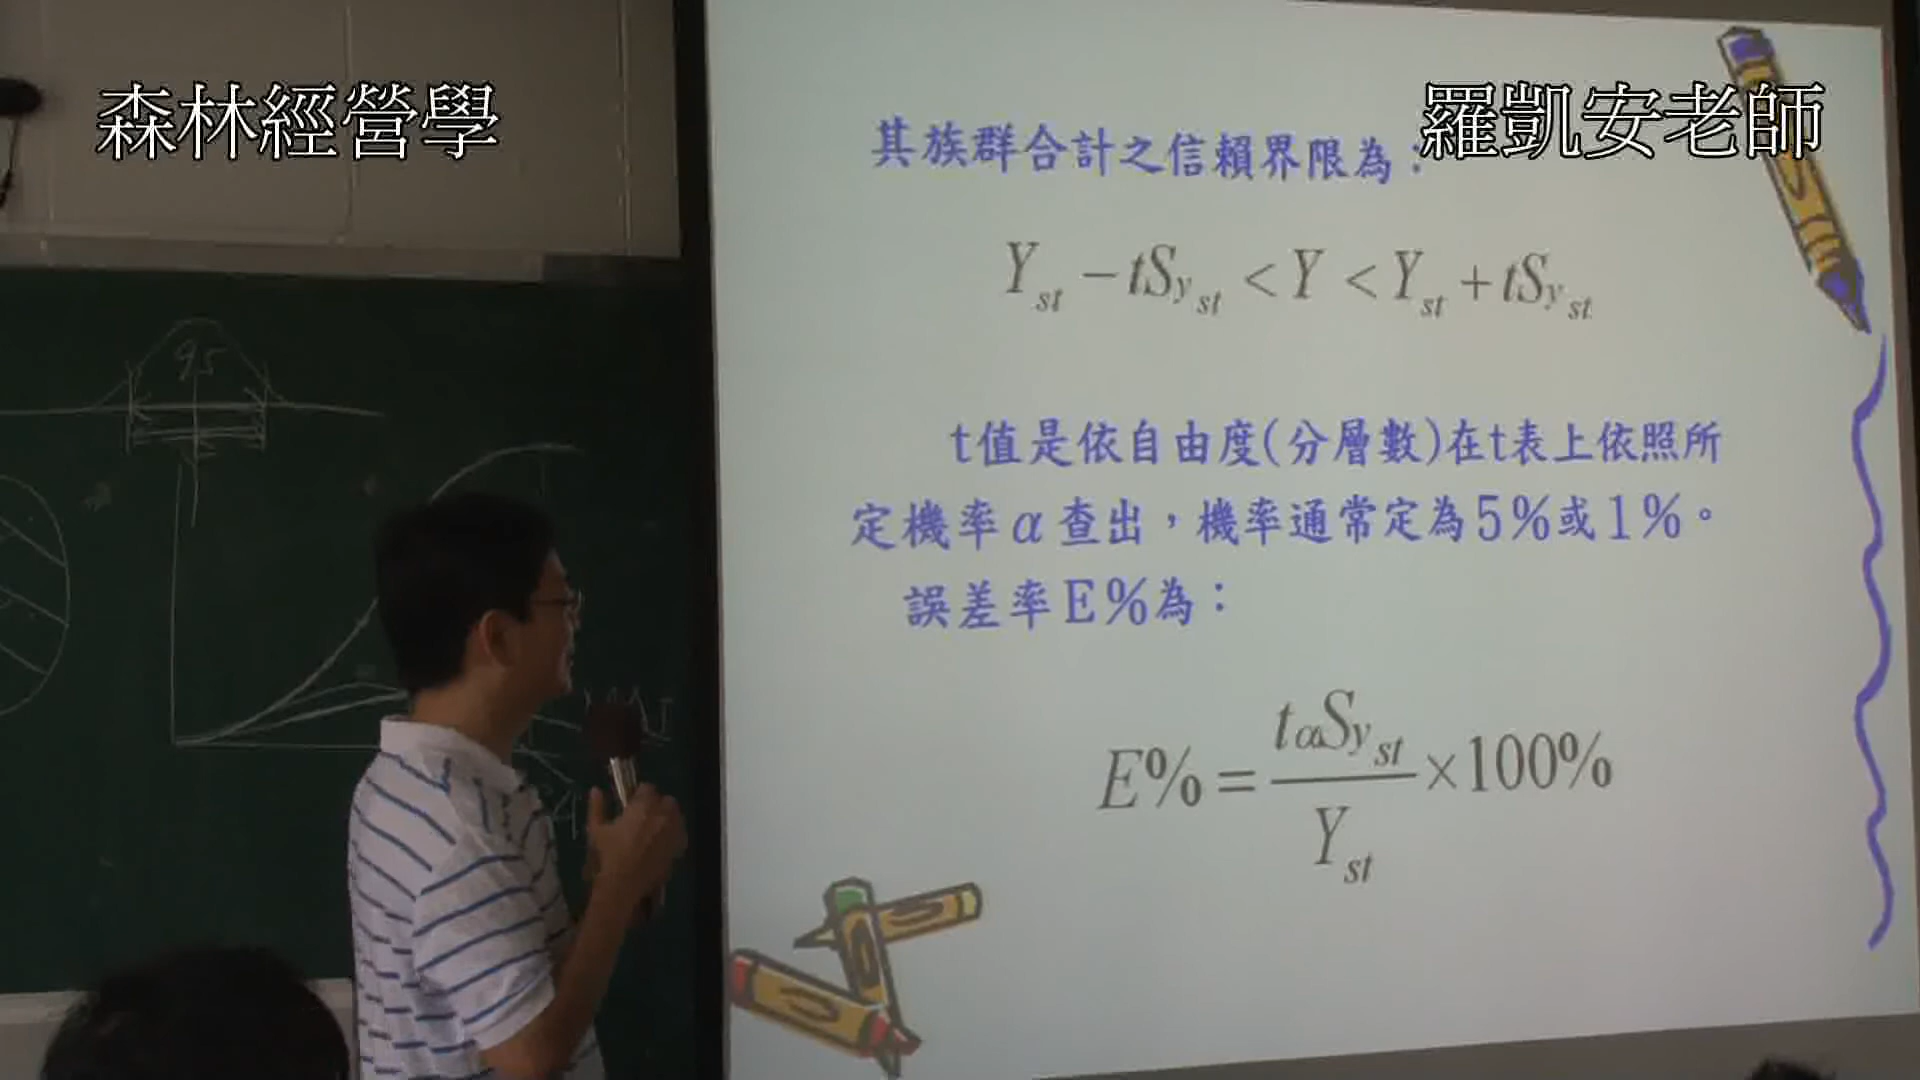 森林經營學
羅凱安老師
其族群合計之信賴界限為：
Y_st − tS_y_st < Y < Y_st + tS_y_st
t值是依自由度(分層數)在t表上依照所
定機率α查出，機率通常定為5%或1%。
誤差率E%為：
E% = tαS_y_st / Y_st ×100%
95